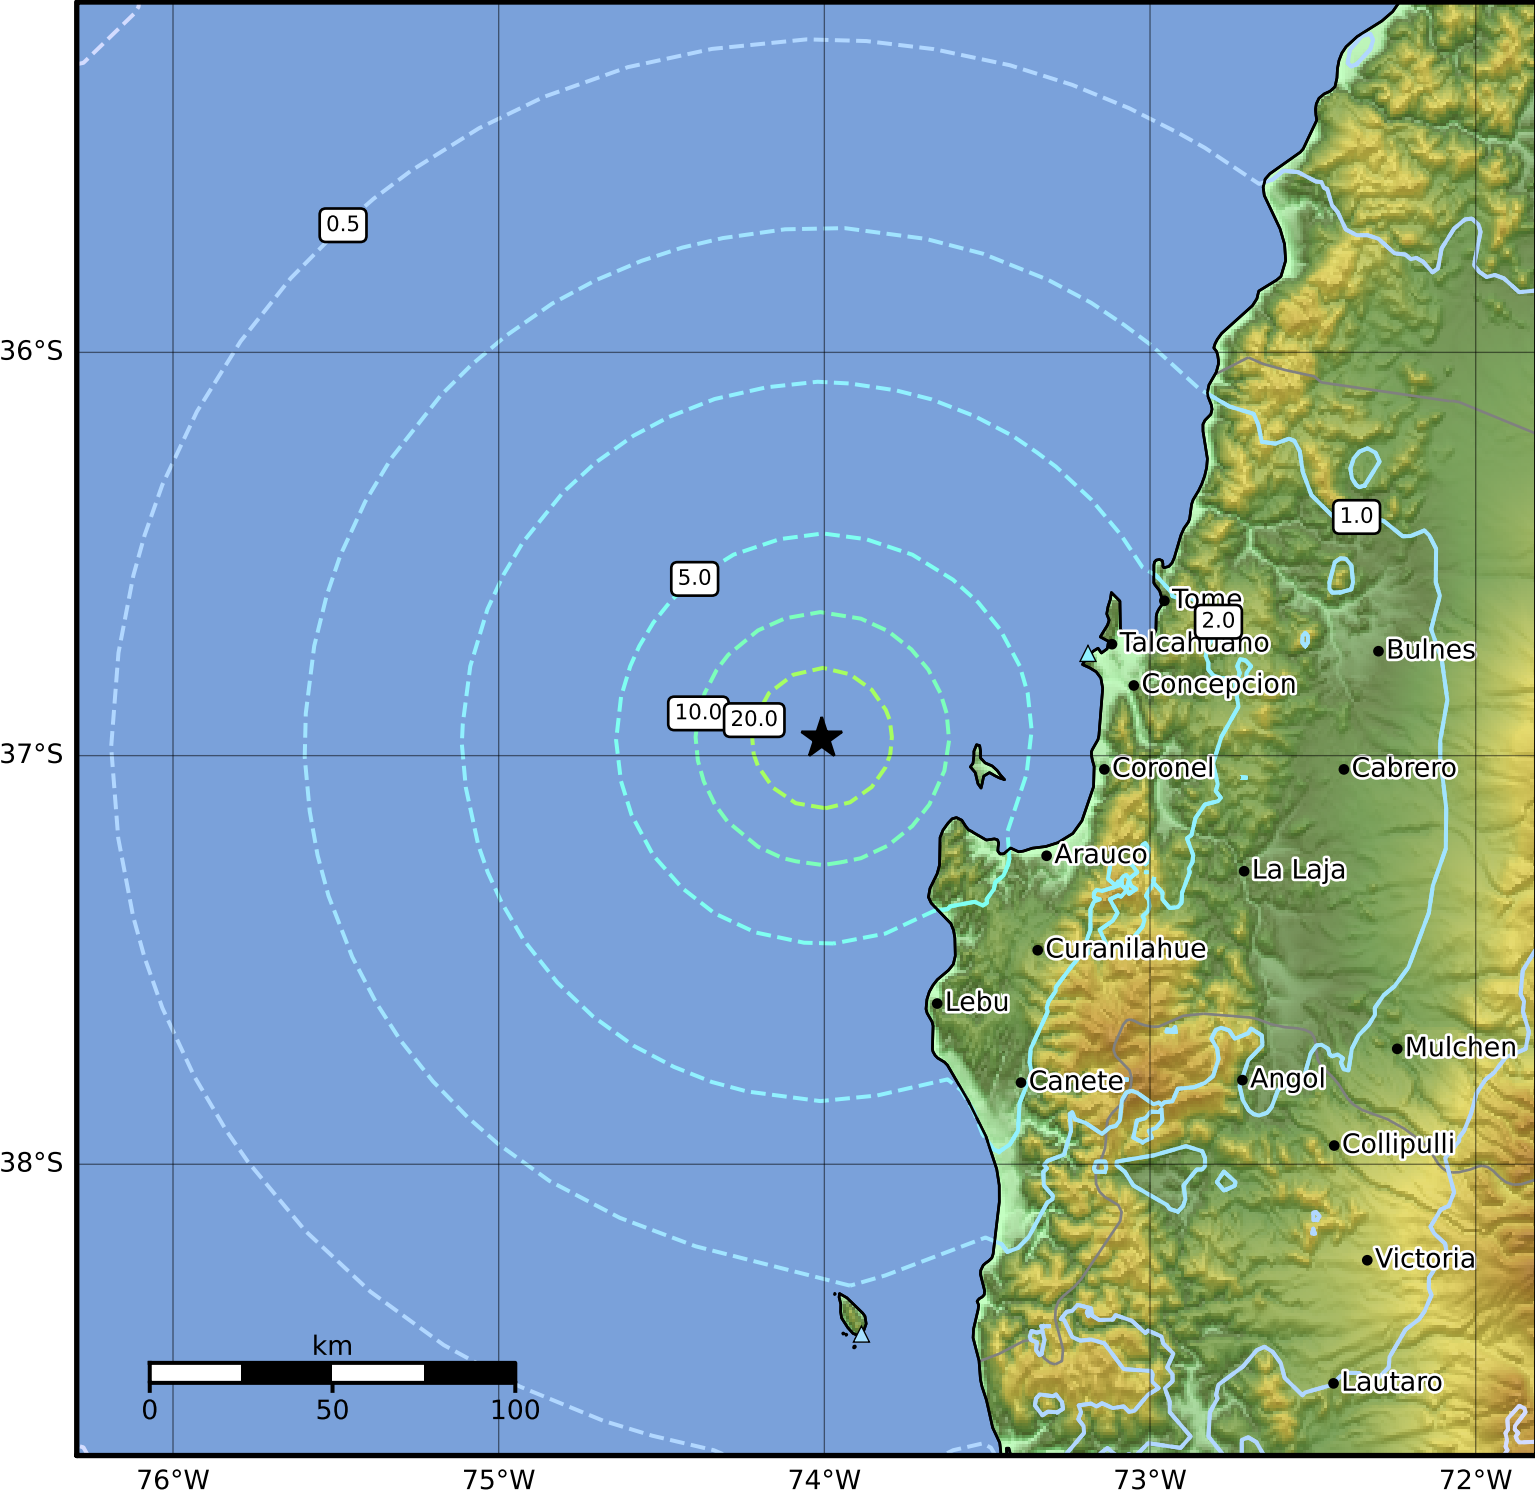 0.5
36°S
1.0
5.0
Tome
2.0
Talcahuano
Bulnes
Concepcion
10.0
20.0
37°S
Coronel
Cabrero
Arauco
La Laja
Curanilahue
Lebu
Mulchen
Canete
Angol
Collipulli
38°S
Victoria
km
Lautaro
0 50 100
76°W 75°W 74°W 73°W 72°W